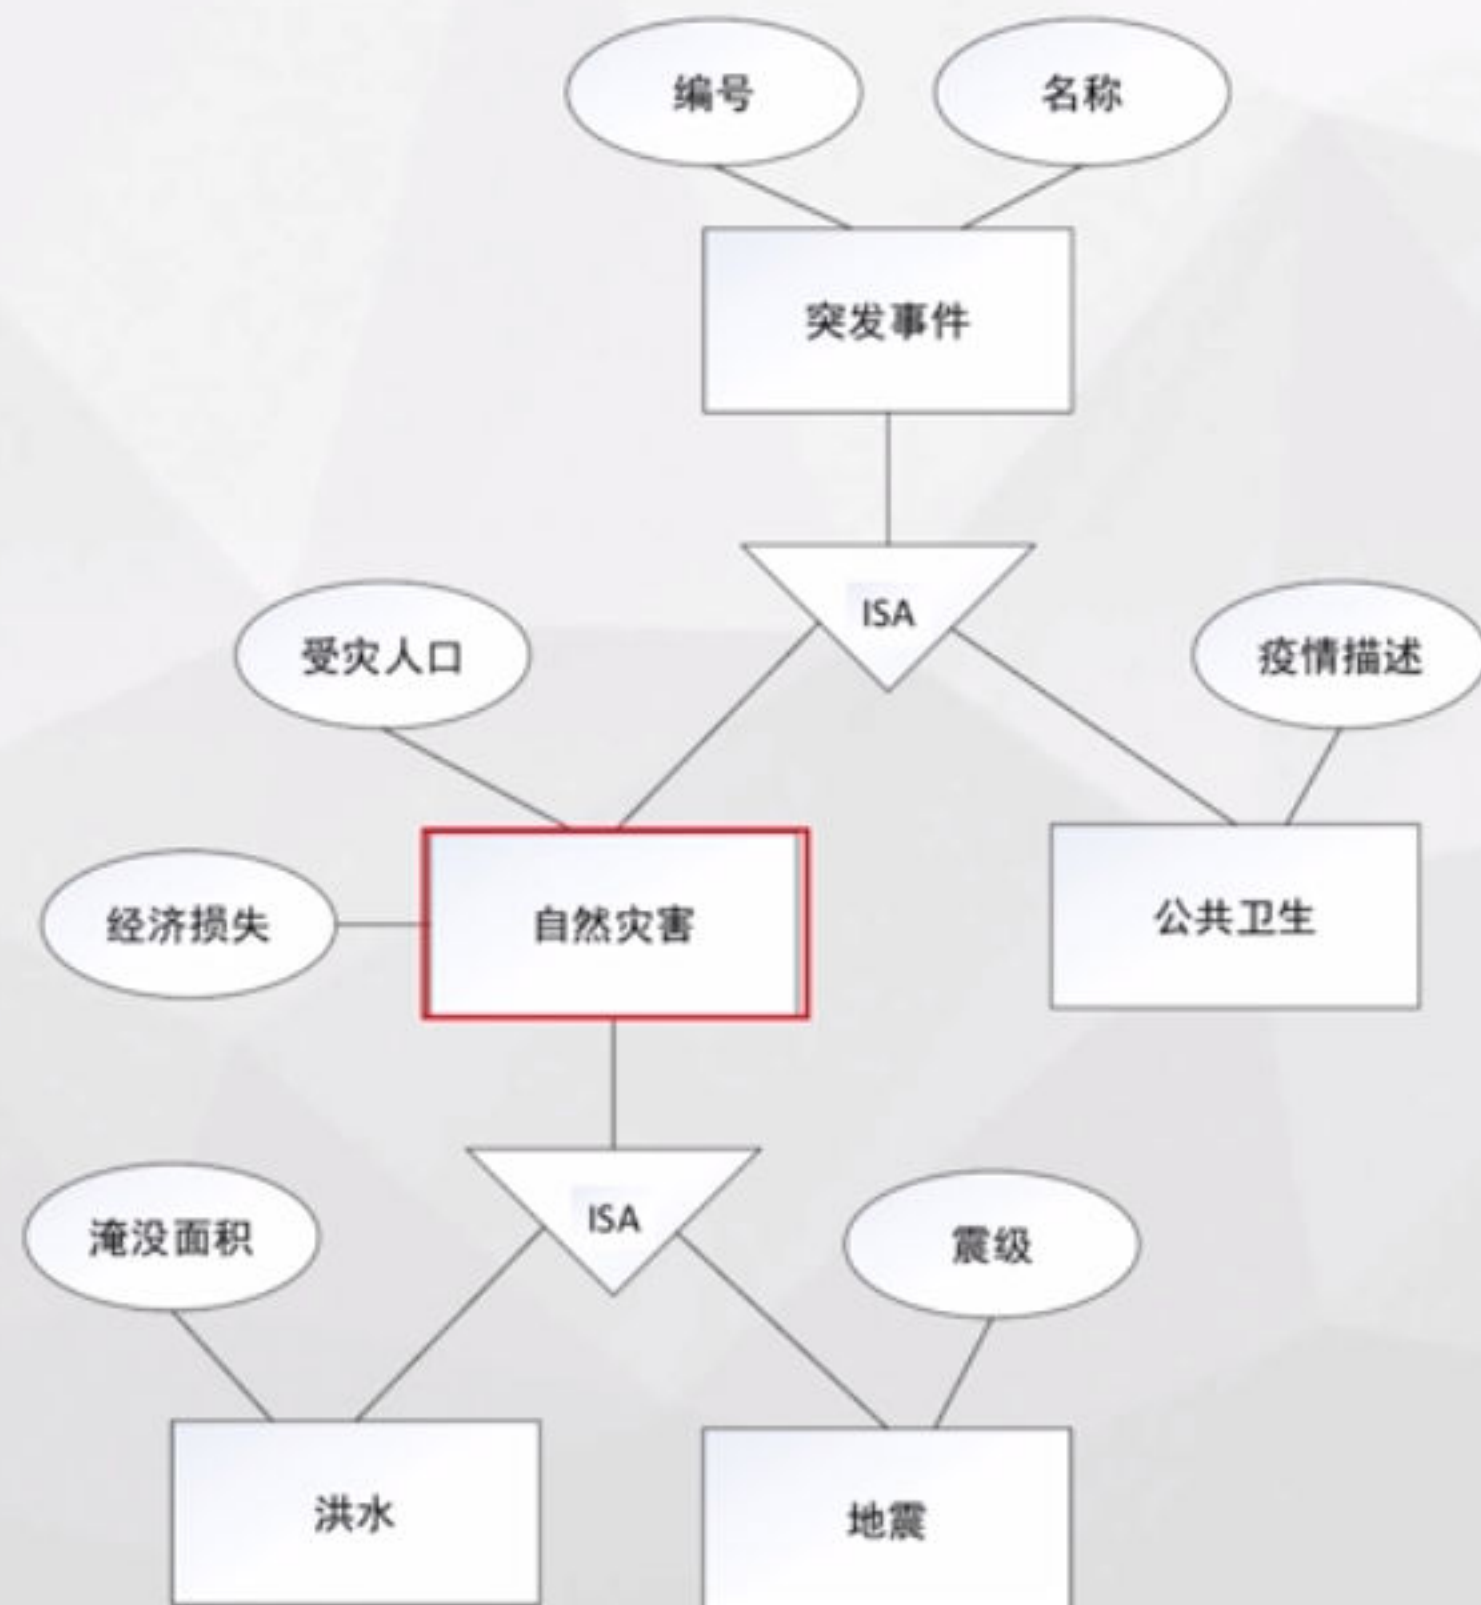 编号
名称
突发事件
ISA
受灾人口
疫情描述
经济损失
自然灾害
公共卫生
ISA
淹没面积
震级
洪水
地震